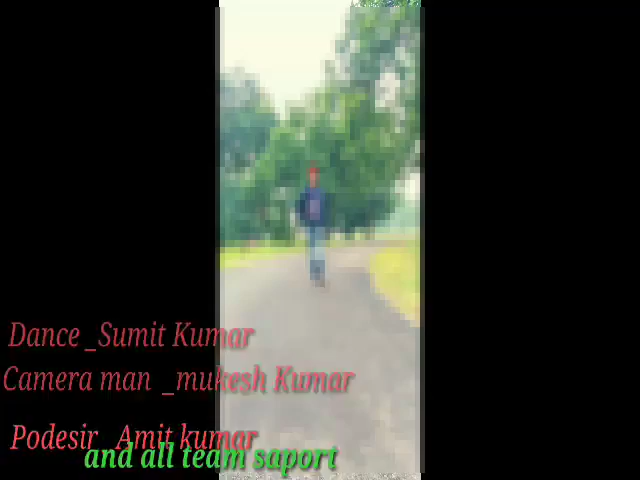 Dance _Sumit Kumar
Camera man _mukesh Kumar
Podesir _Amit kumar
and all team saport